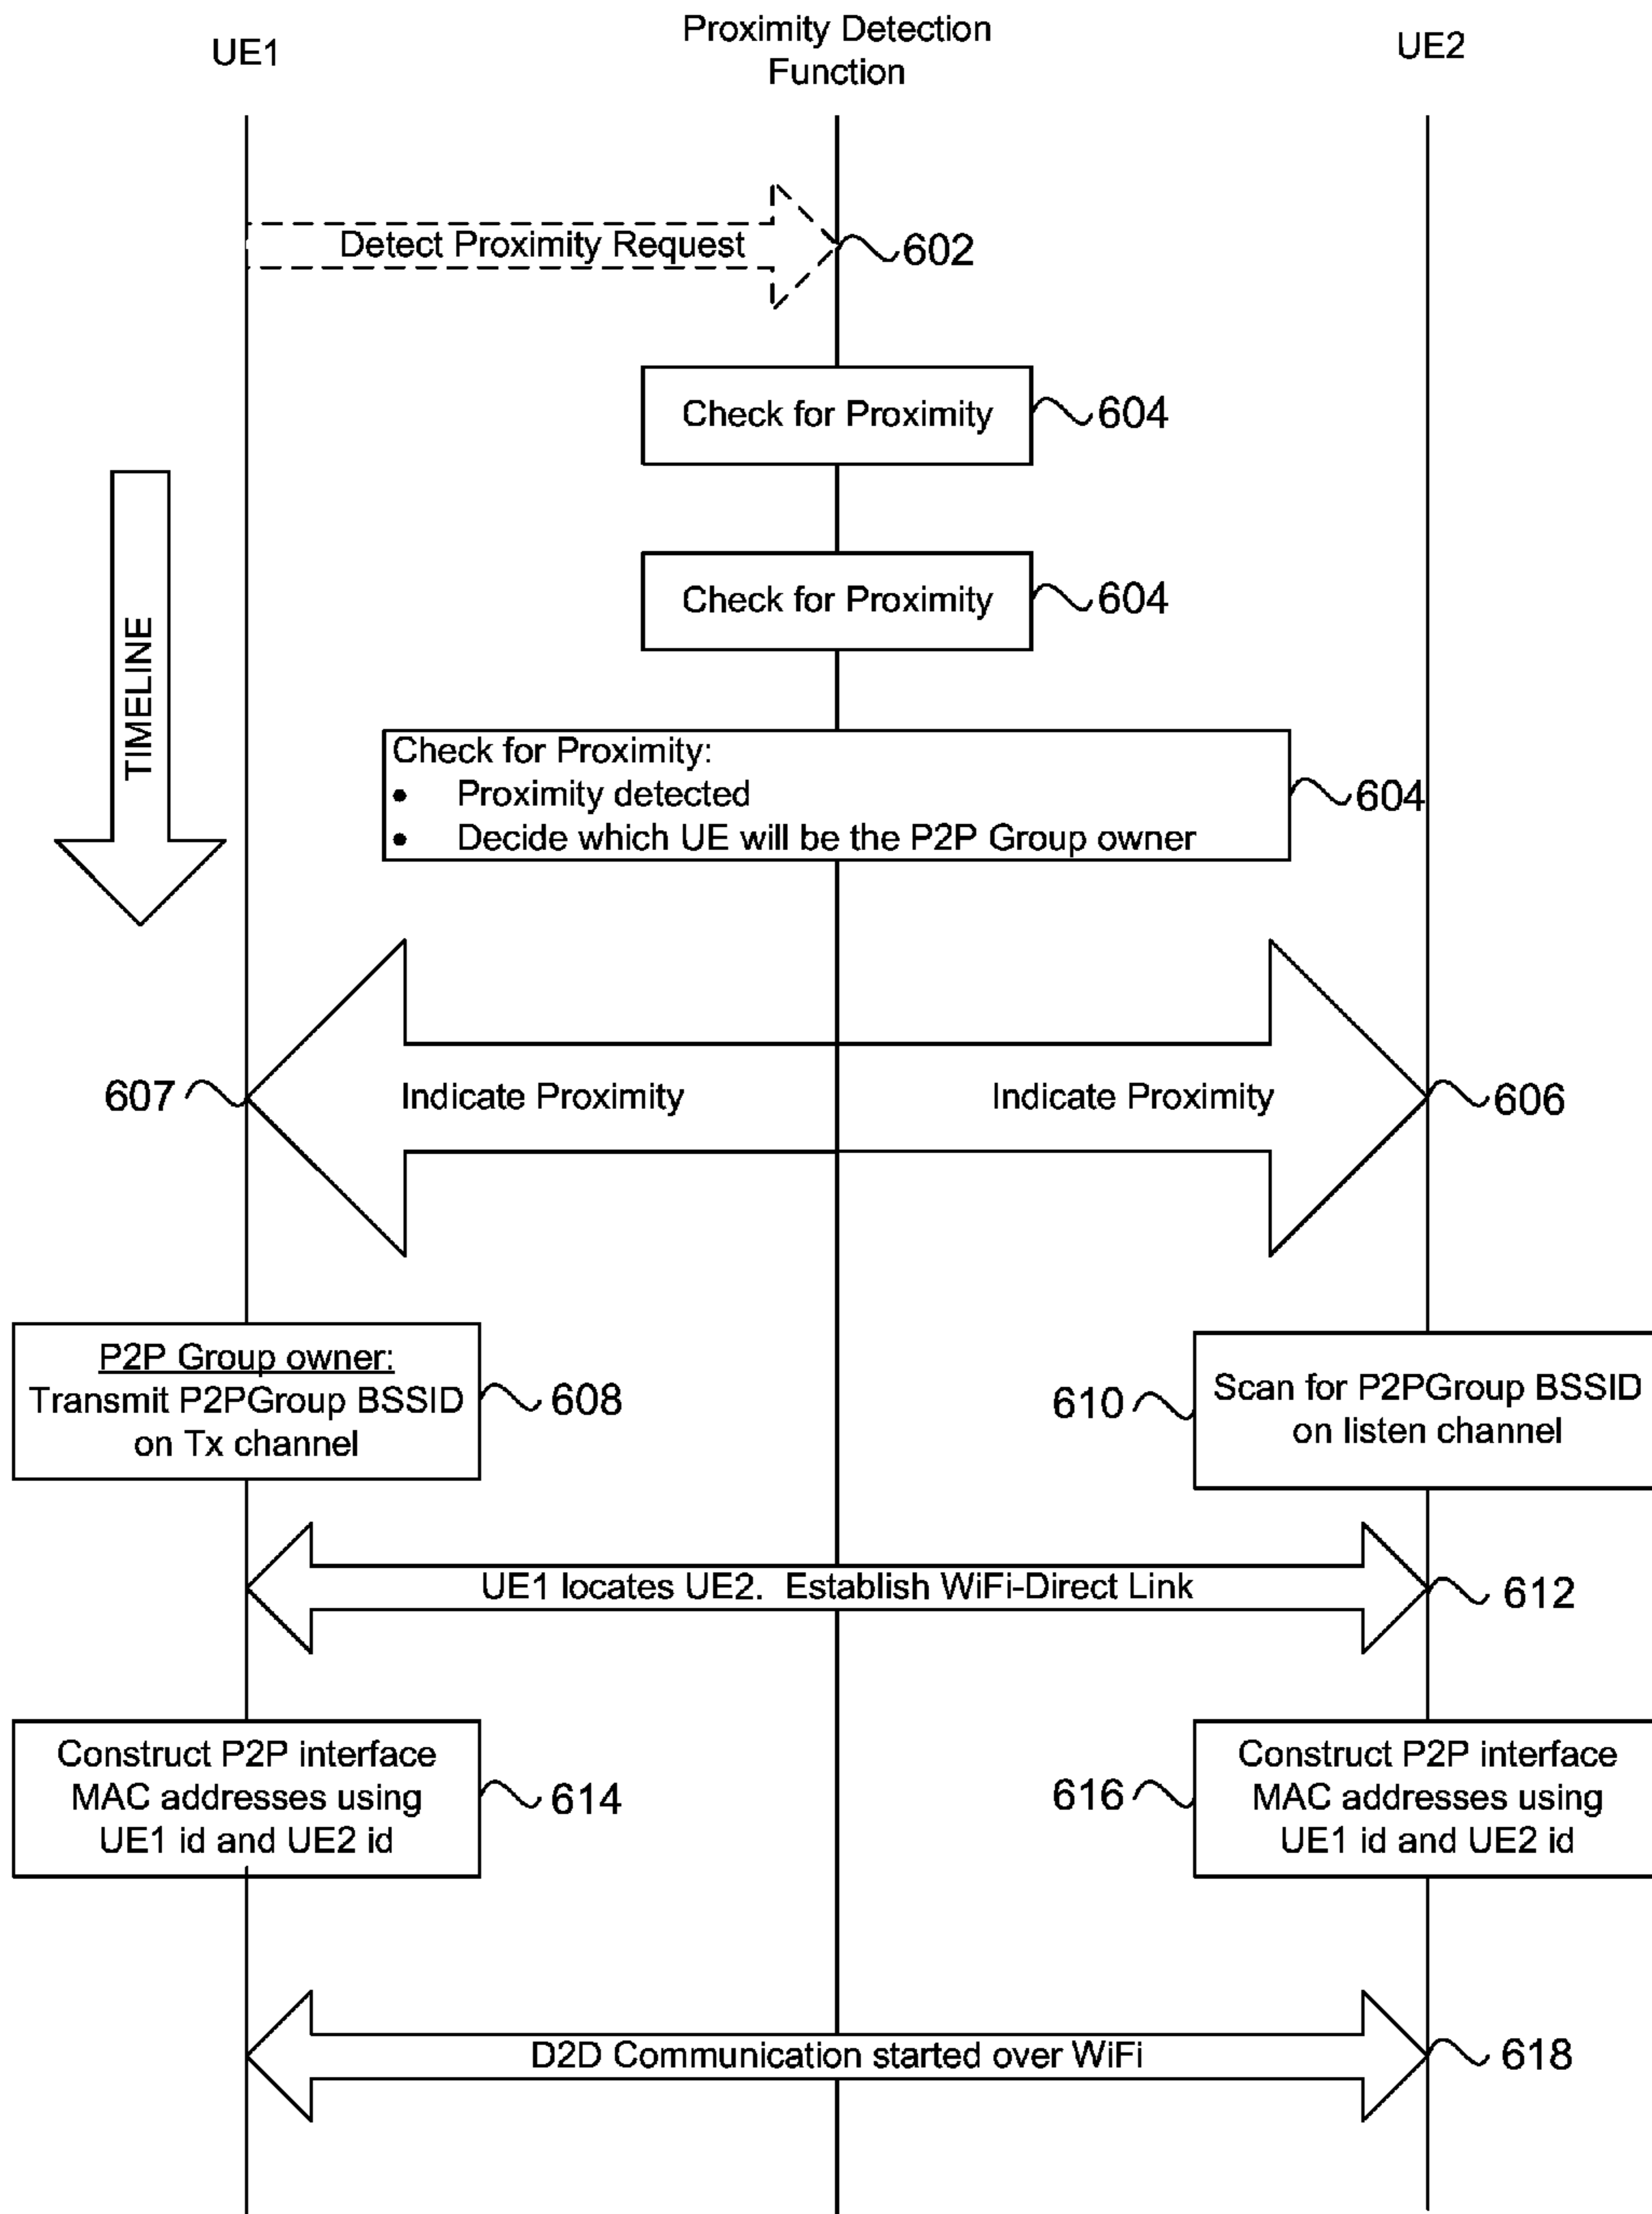 UE1
Proximity Detection
Function
UE2
Detect Proximity Request
602
Check for Proximity
604
Check for Proximity
604
TIMELINE
Check for Proximity:
• Proximity detected
• Decide which UE will be the P2P Group owner
604
607
Indicate Proximity
Indicate Proximity
606
P2P Group owner:
Transmit P2PGroup BSSID
on Tx channel
608
610
Scan for P2PGroup BSSID
on listen channel
UE1 locates UE2. Establish WiFi-Direct Link
612
Construct P2P interface
MAC addresses using
UE1 id and UE2 id
614
616
Construct P2P interface
MAC addresses using
UE1 id and UE2 id
D2D Communication started over WiFi
618